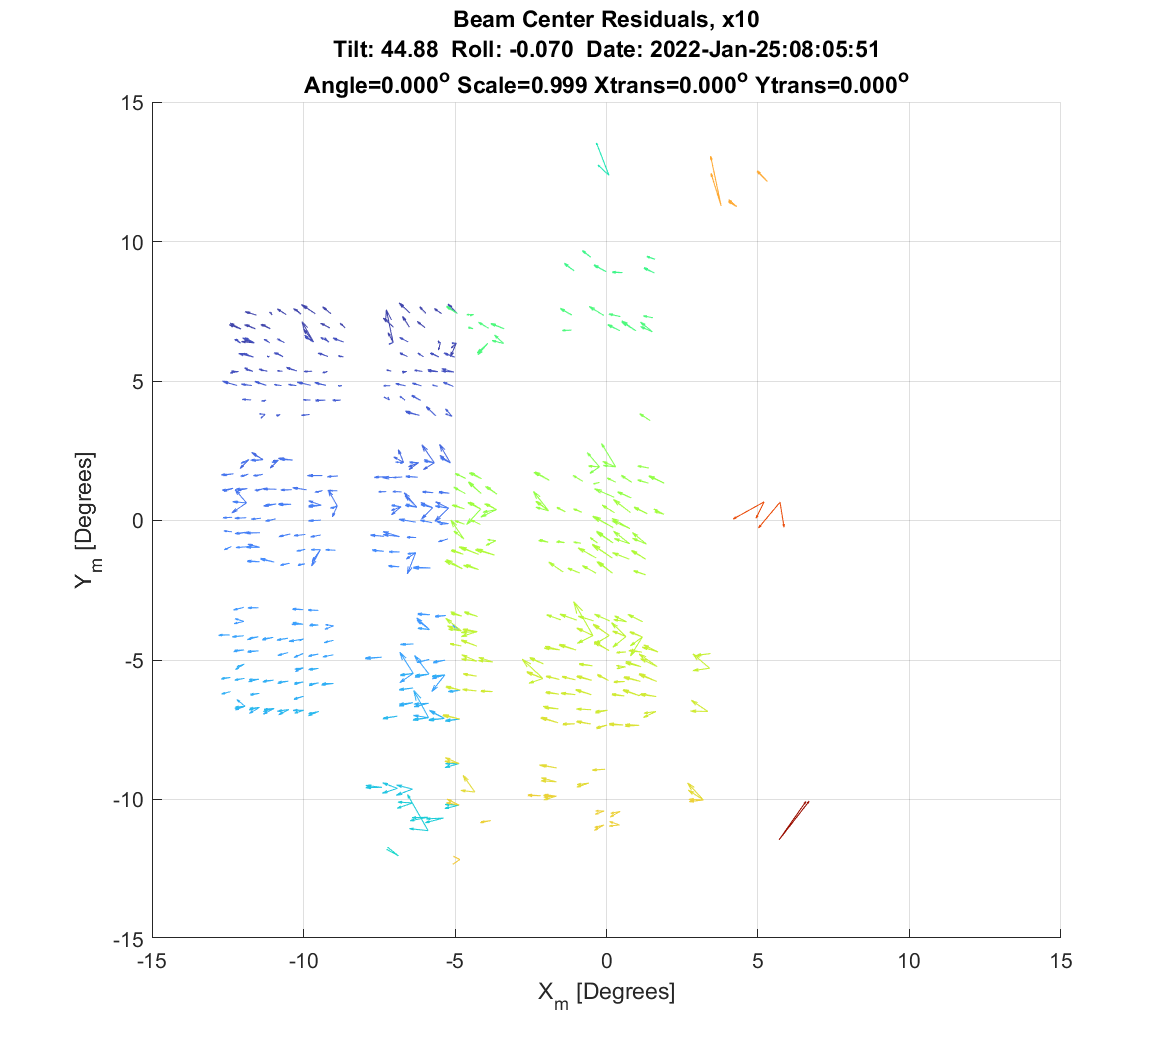 Beam Center Residuals, x10
Tilt: 44.88 Roll: -0.070 Date: 2022-Jan-25:08:05:51
Angle=0.000° Scale=0.999 Xtrans=0.000° Ytrans=0.000°
15
10
5
0
-5
-10
-15
Y_m [Degrees]
-15 -10 -5 0 5 10 15
X_m [Degrees]